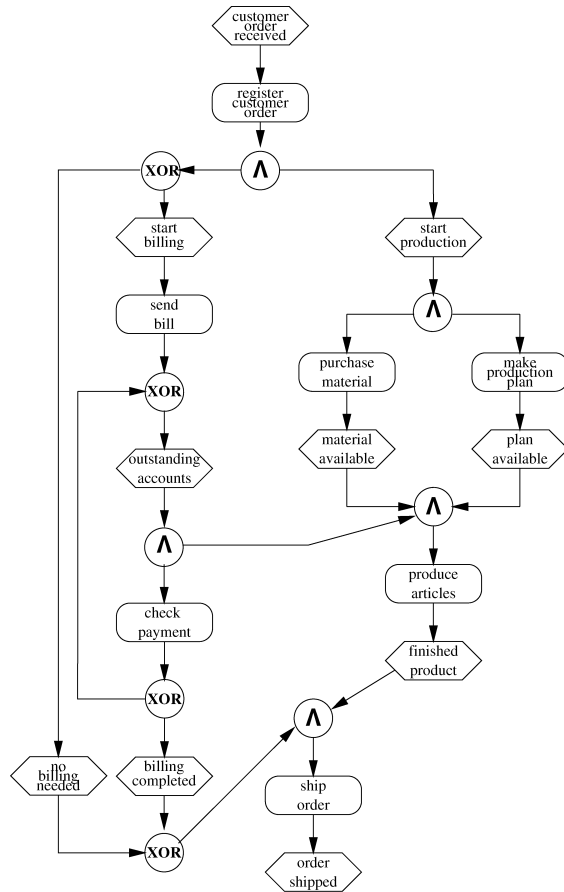 customer
order
received
register
customer
order
XOR
Λ
start
billing
start
production
send
bill
Λ
purchase
material
make
production
plan
XOR
outstanding
accounts
material
available
plan
available
Λ
Λ
produce
articles
check
payment
finished
product
XOR
Λ
no
billing
needed
billing
completed
ship
order
XOR
order
shipped